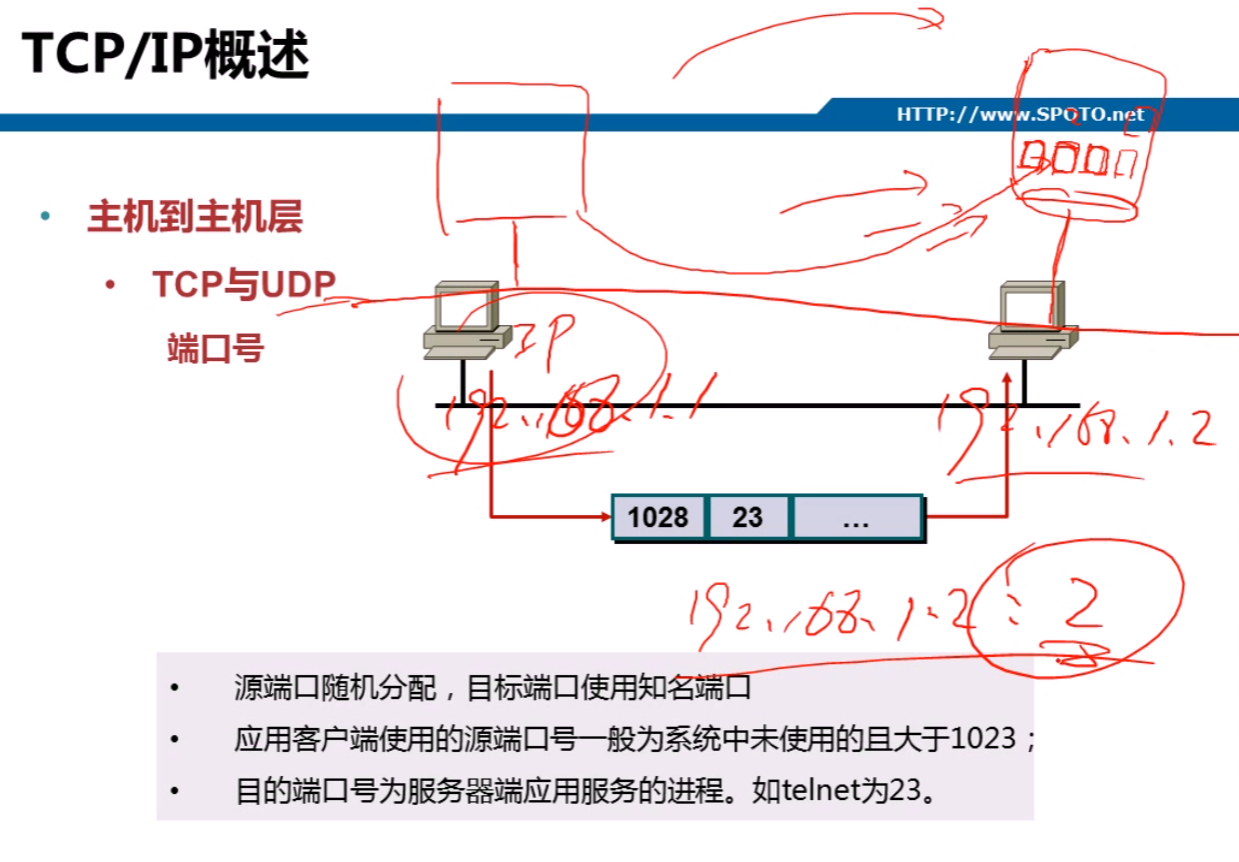 TCP/IP概述
HTTP://www.SPOTO.net
• 主机到主机层
• TCP与UDP
端口号
IP
192.168.1.1
192.168.1.2
1028 23 ...
192.168.1.2 : 2
• 源端口随机分配，目标端口使用知名端口
• 应用客户端使用的源端口号一般为系统中未使用的且大于1023；
• 目的端口号为服务器端应用服务的进程。如telnet为23。